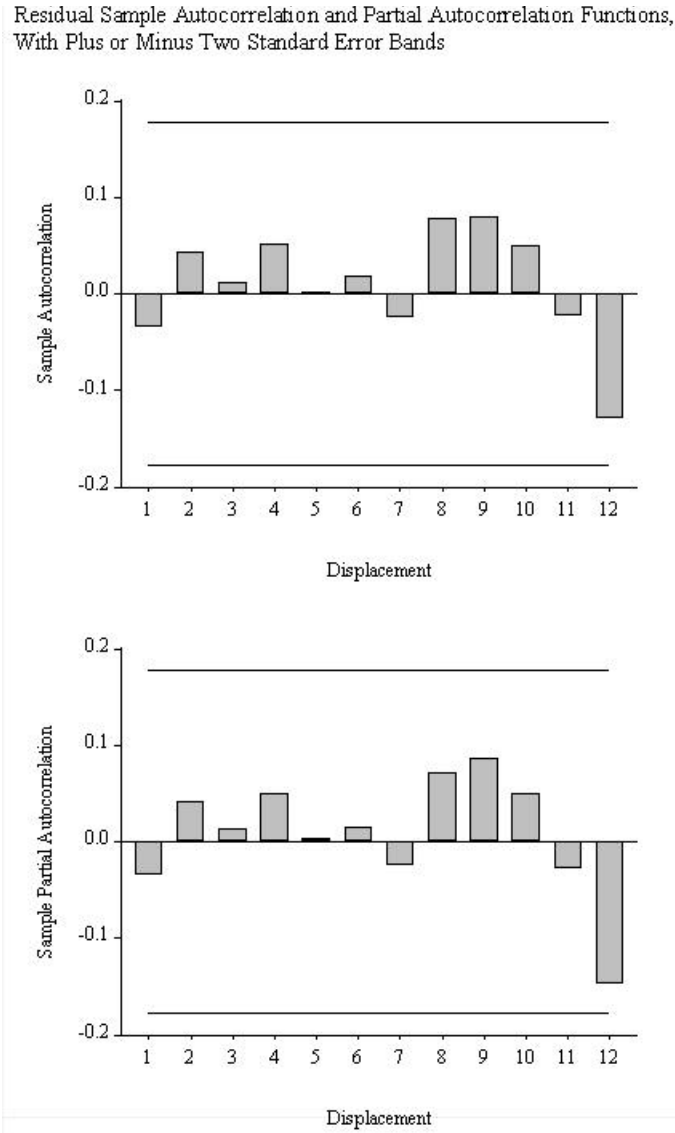 Residual Sample Autocorrelation and Partial Autocorrelation Functions,
With Plus or Minus Two Standard Error Bands
0.2
0.1
0.0
-0.1
-0.2
Sample Autocorrelation
1 2 3 4 5 6 7 8 9 10 11 12
Displacement
0.2
0.1
0.0
-0.1
-0.2
Sample Partial Autocorrelation
1 2 3 4 5 6 7 8 9 10 11 12
Displacement